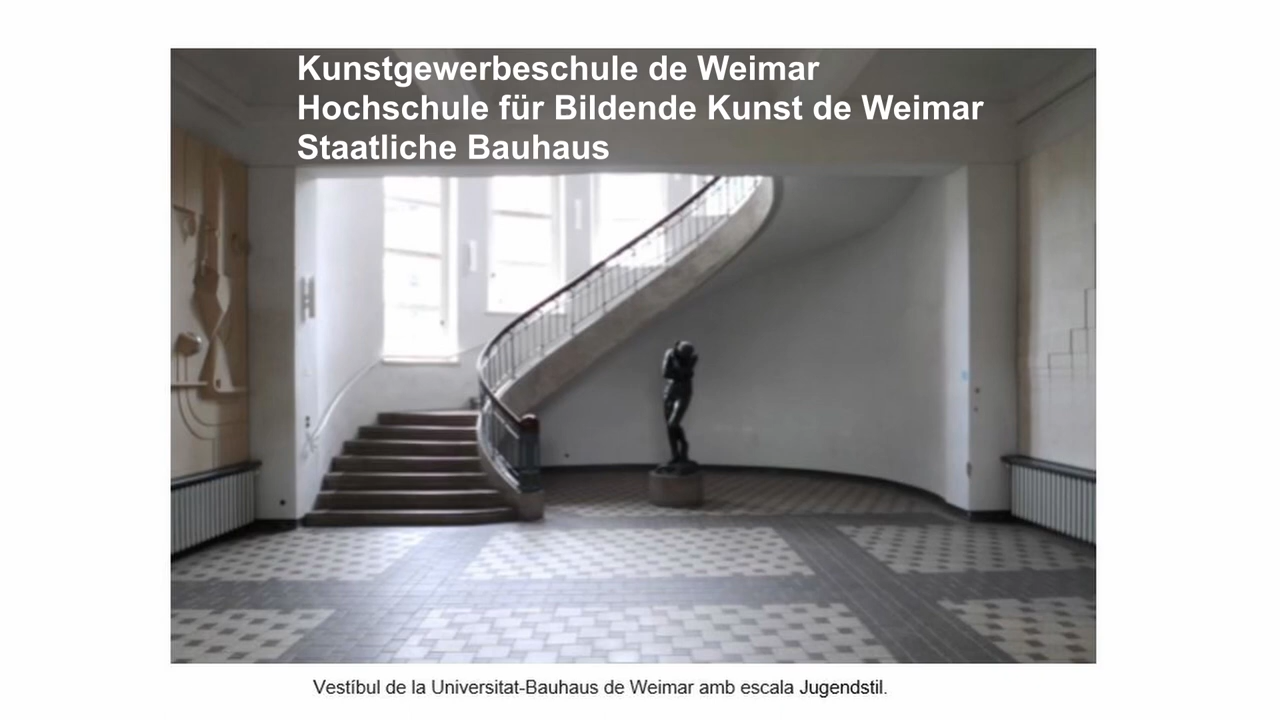 Kunstgewerbeschule de Weimar
Hochschule für Bildende Kunst de Weimar
Staatliche Bauhaus
Vestíbul de la Universitat-Bauhaus de Weimar amb escala Jugendstil.